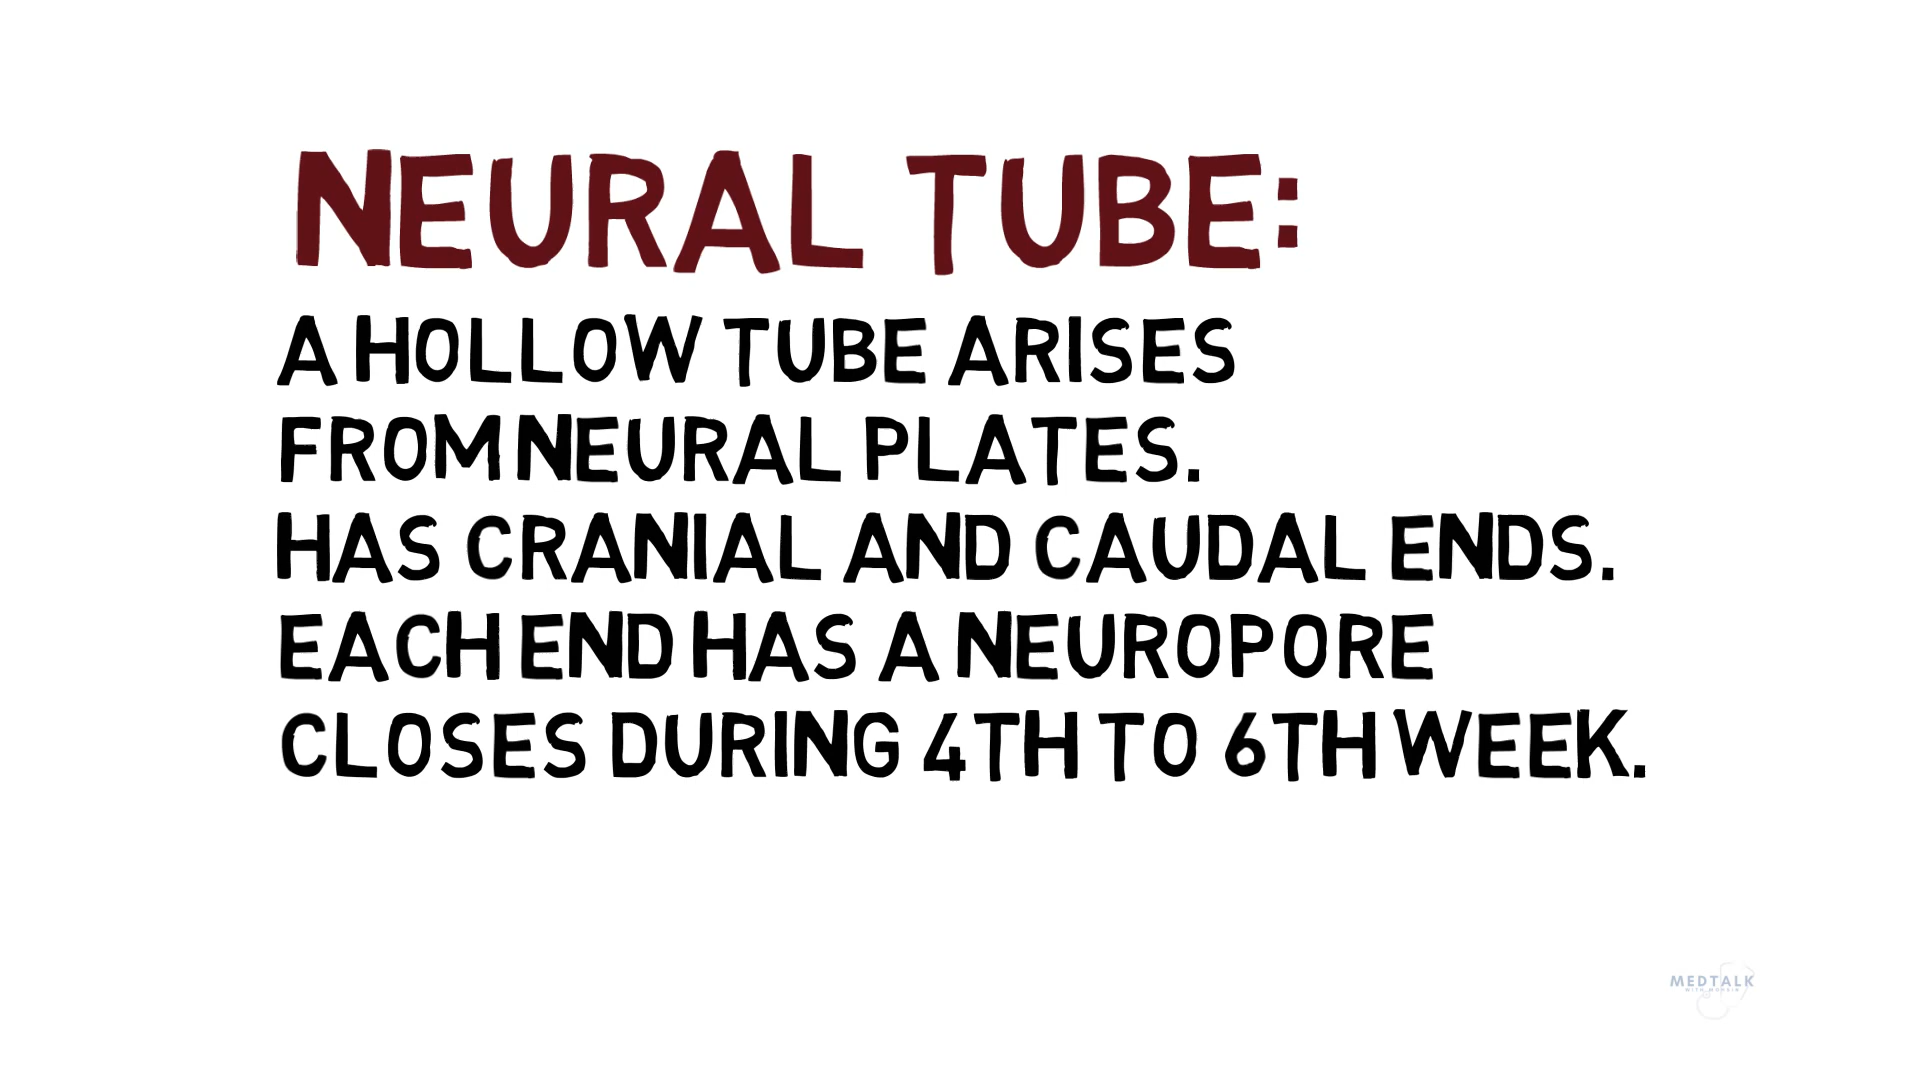 NEURAL TUBE:
A HOLLOW TUBE ARISES
FROM NEURAL PLATES.
HAS CRANIAL AND CAUDAL ENDS.
EACH END HAS A NEUROPORE
CLOSES DURING 4TH TO 6TH WEEK.
MEDTALK